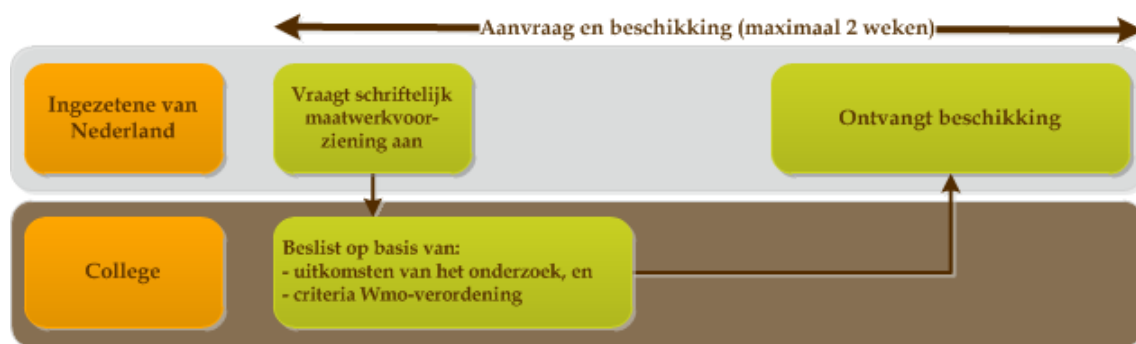 Aanvraag en beschikking (maximaal 2 weken)
Ingezetene van
Nederland
Vraagt schriftelijk
maatwerkvoor-
ziening aan
Ontvangt beschikking
College
Beslist op basis van:
- uitkomsten van het onderzoek, en
- criteria Wmo-verordening